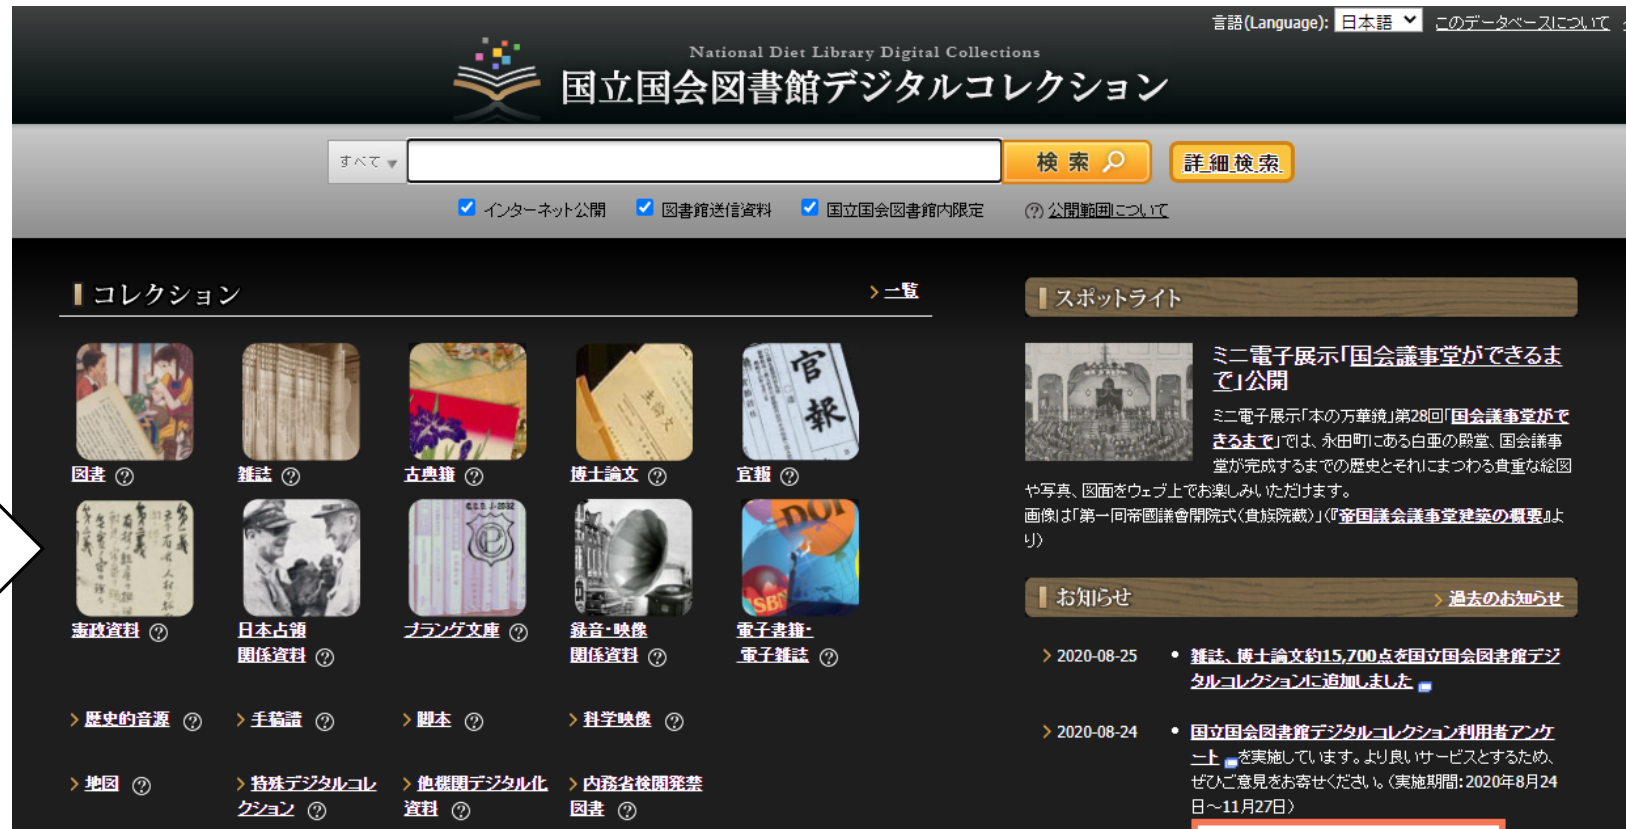 言語(Language): 日本語 このデータベースについて
National Diet Library Digital Collections
国立国会図書館デジタルコレクション
すべて
検索
詳細検索
インターネット公開 図書館送信資料 国立国会図書館内限定 公開範囲について
コレクション
一覧
図書
雑誌
古典籍
博士論文
官報
官報
憲政資料
日本占領
関係資料
プランゲ文庫
C.C.D. J-2032
録音・映像
関係資料
DOI
ISBN
電子書籍・
電子雑誌
歴史的音源 手稿譜 脚本 科学映像
地図
特殊デジタルコレ
クション
他機関デジタル化
資料
内務省検閲発禁
図書
スポットライト
ミニ電子展示「国会議事堂ができるま
で」公開
ミニ電子展示「本の万華鏡」第28回「国会議事堂がで
きるまで」では、永田町にある白亜の殿堂、国会議事
堂が完成するまでの歴史とそれにまつわる貴重な絵図
や写真、図面をウェブ上でお楽しみいただけます。
画像は「第一回帝國議會開院式(貴族院蔵)」(『帝国議会議事堂建築の概要』よ
り)
お知らせ
過去のお知らせ
2020-08-25
雑誌、博士論文約15,700点を国立国会図書館デジ
タルコレクションに追加しました
2020-08-24
国立国会図書館デジタルコレクション利用者アンケ
ートを実施しています。より良いサービスとするため、
ぜひご意見をお寄せください。(実施期間:2020年8月24
日~11月27日)